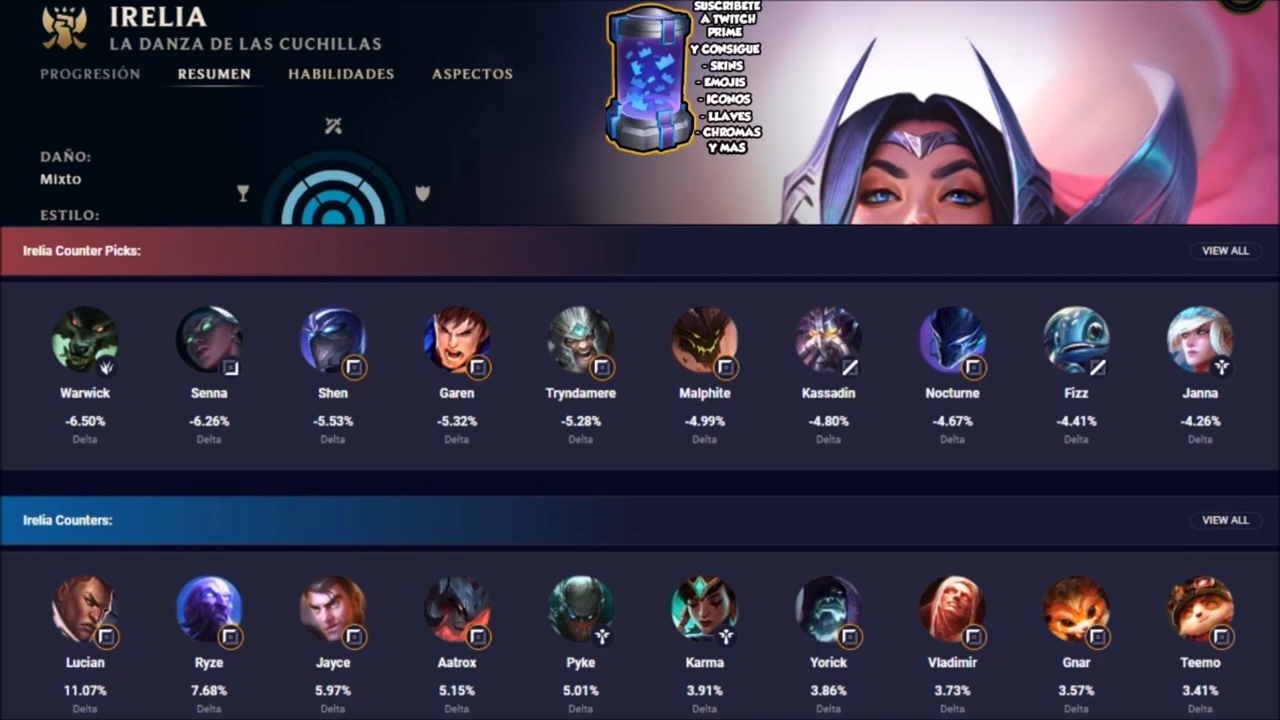 IRELIA
LA DANZA DE LAS CUCHILLAS
PROGRESIÓN RESUMEN HABILIDADES ASPECTOS
SUSCRIBETE
A TWITCH
PRIME
Y CONSIGUE
- SKINS
- EMOJIS
- ICONOS
- LLAVES
- CHROMAS
Y MAS
DAÑO:
Mixto
ESTILO:
Irelia Counter Picks: VIEW ALL
Warwick Senna Shen Garen Tryndamere Malphite Kassadin Nocturne Fizz Janna
-6.50% -6.26% -5.53% -5.32% -5.28% -4.99% -4.80% -4.67% -4.41% -4.26%
Delta Delta Delta Delta Delta Delta Delta Delta Delta Delta
Irelia Counters: VIEW ALL
Lucian Ryze Jayce Aatrox Pyke Karma Yorick Vladimir Gnar Teemo
11.07% 7.68% 5.97% 5.15% 5.01% 3.91% 3.86% 3.73% 3.57% 3.41%
Delta Delta Delta Delta Delta Delta Delta Delta Delta Delta